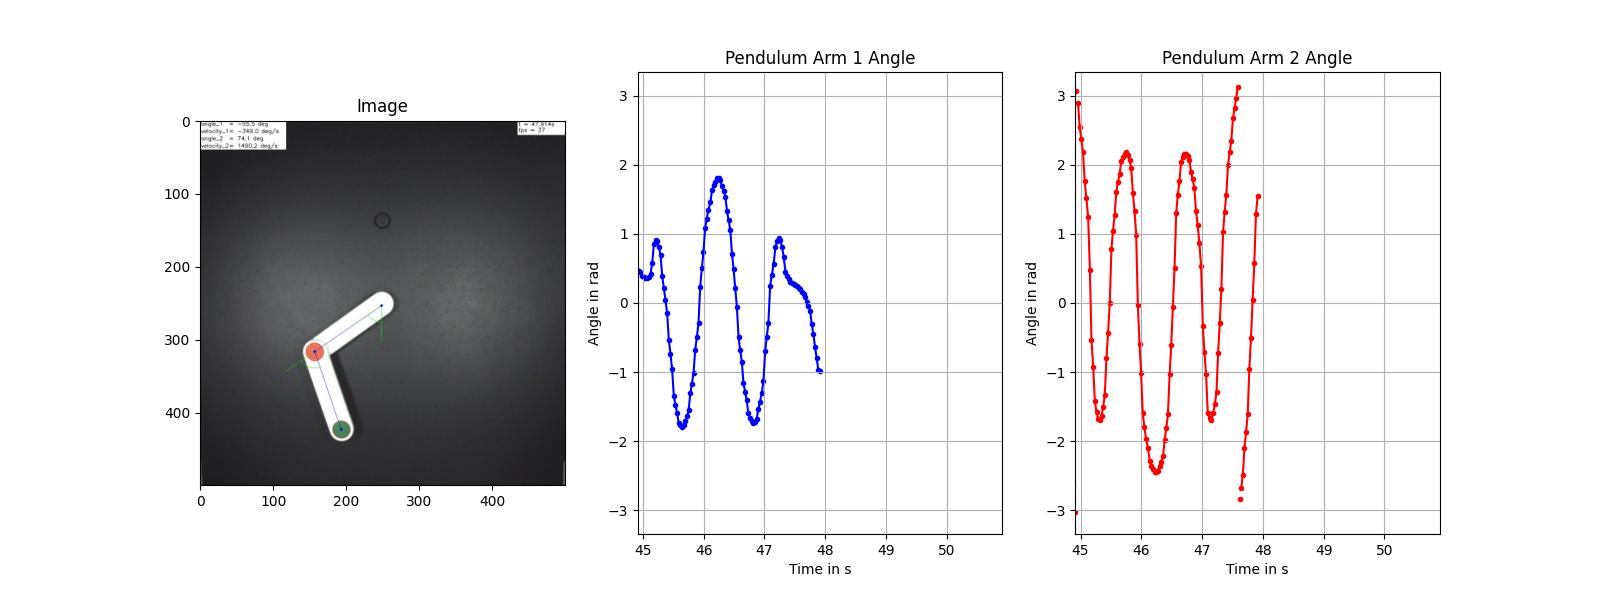 Image
Pendulum Arm 1 Angle
Pendulum Arm 2 Angle
angle_1 = -55.5 deg
velocity_1= -349.0 deg/s
angle_2 = 74.1 deg
velocity_2= 1490.2 deg/s
t = 47.914s
fps = 37
0
100
200
300
400
0 100 200 300 400
Angle in rad
3
2
1
0
−1
−2
−3
45 46 47 48 49 50
Time in s
Angle in rad
3
2
1
0
−1
−2
−3
45 46 47 48 49 50
Time in s